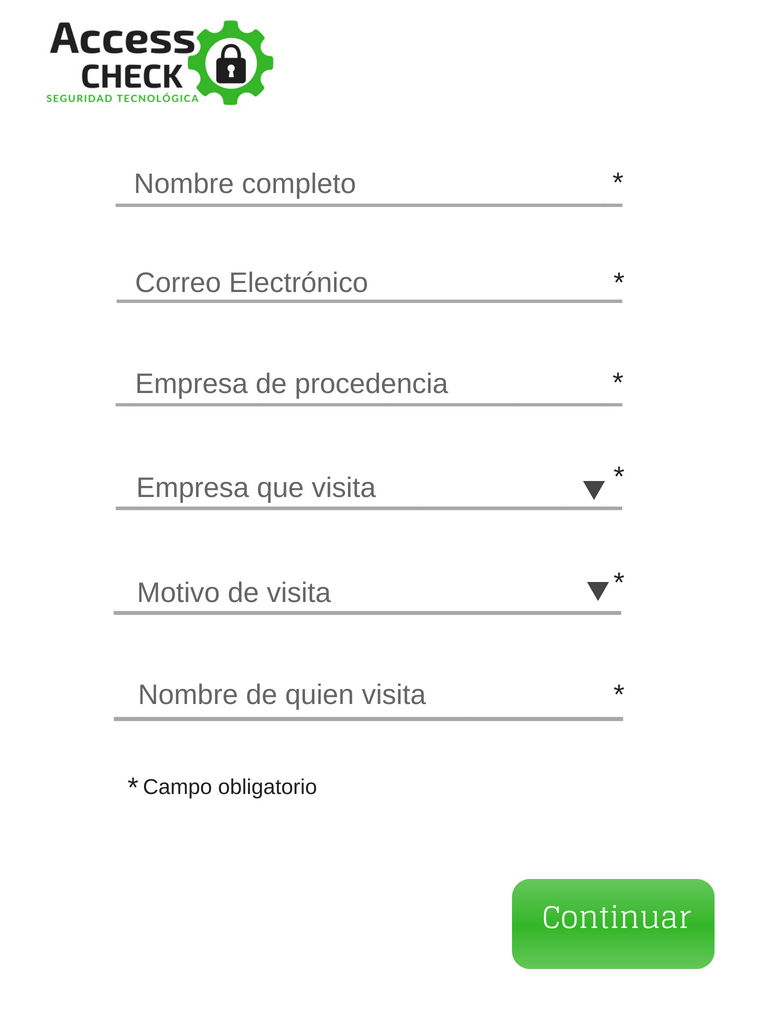 Access
CHECK
SEGURIDAD TECNOLÓGICA
Nombre completo *
Correo Electrónico *
Empresa de procedencia *
Empresa que visita *
Motivo de visita *
Nombre de quien visita *
* Campo obligatorio
Continuar